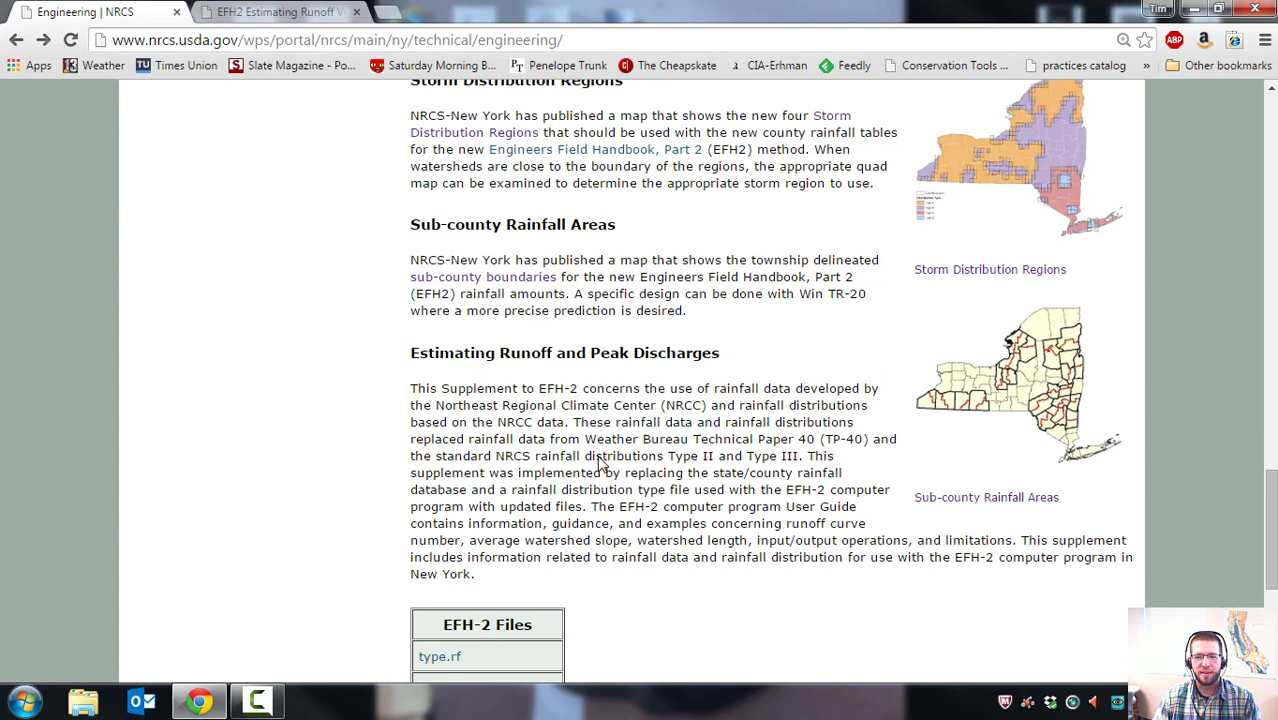 Engineering | NRCS
EFH2 Estimating Runoff V
Tim
www.nrcs.usda.gov/wps/portal/nrcs/main/ny/technical/engineering/
Apps
Weather
Times Union
Slate Magazine - Po...
Saturday Morning B...
Penelope Trunk
The Cheapskate
CIA-Erhman
Feedly
Conservation Tools ...
practices catalog
»
Other bookmarks
Storm Distribution Regions
NRCS-New York has published a map that shows the new four Storm
Distribution Regions that should be used with the new county rainfall tables
for the new Engineers Field Handbook, Part 2 (EFH2) method. When
watersheds are close to the boundary of the regions, the appropriate quad
map can be examined to determine the appropriate storm region to use.
Storm Distribution Regions
Sub-county Rainfall Areas
NRCS-New York has published a map that shows the township delineated
sub-county boundaries for the new Engineers Field Handbook, Part 2
(EFH2) rainfall amounts. A specific design can be done with Win TR-20
where a more precise prediction is desired.
Estimating Runoff and Peak Discharges
This Supplement to EFH-2 concerns the use of rainfall data developed by
the Northeast Regional Climate Center (NRCC) and rainfall distributions
based on the NRCC data. These rainfall data and rainfall distributions
replaced rainfall data from Weather Bureau Technical Paper 40 (TP-40) and
the standard NRCS rainfall distributions Type II and Type III. This
supplement was implemented by replacing the state/county rainfall
database and a rainfall distribution type file used with the EFH-2 computer
program with updated files. The EFH-2 computer program User Guide
contains information, guidance, and examples concerning runoff curve
number, average watershed slope, watershed length, input/output operations, and limitations. This supplement
includes information related to rainfall data and rainfall distribution for use with the EFH-2 computer program in
New York.
Sub-county Rainfall Areas
EFH-2 Files
type.rf
ABP